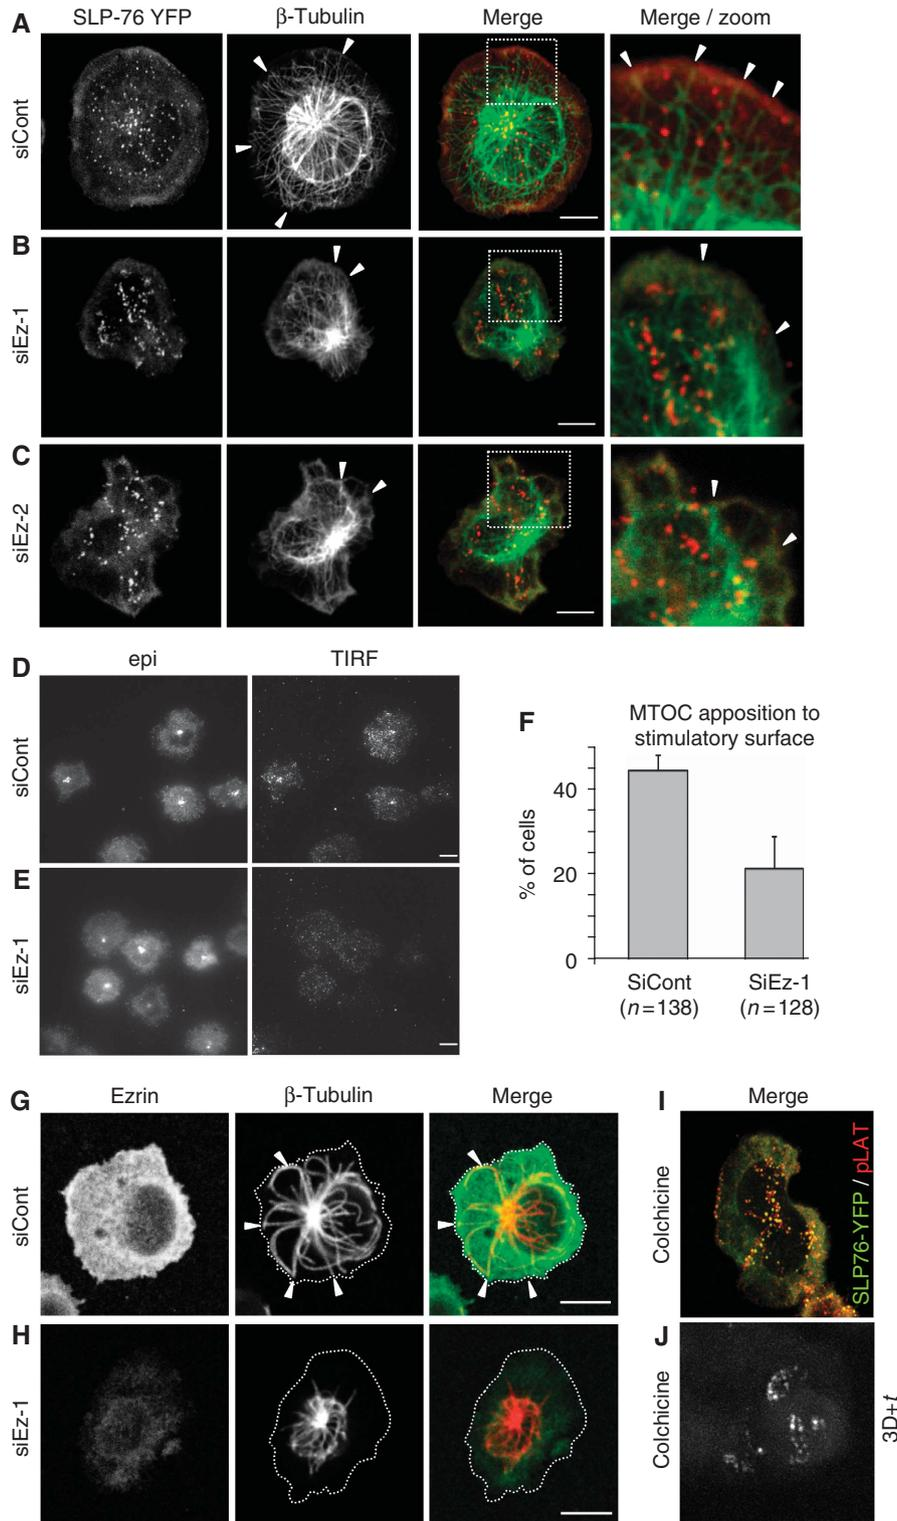 A SLP-76 YFP β-Tubulin Merge Merge / zoom
siCont
B
siEz-1
C
siEz-2
D epi TIRF
siCont
E
siEz-1
F MTOC apposition to
stimulatory surface
% of cells
40
20
0
SiCont SiEz-1
(n=138) (n=128)
G Ezrin β-Tubulin Merge
siCont
H
siEz-1
I Merge
Colchicine
SLP76-YFP / pLAT
J
Colchicine
3D+t